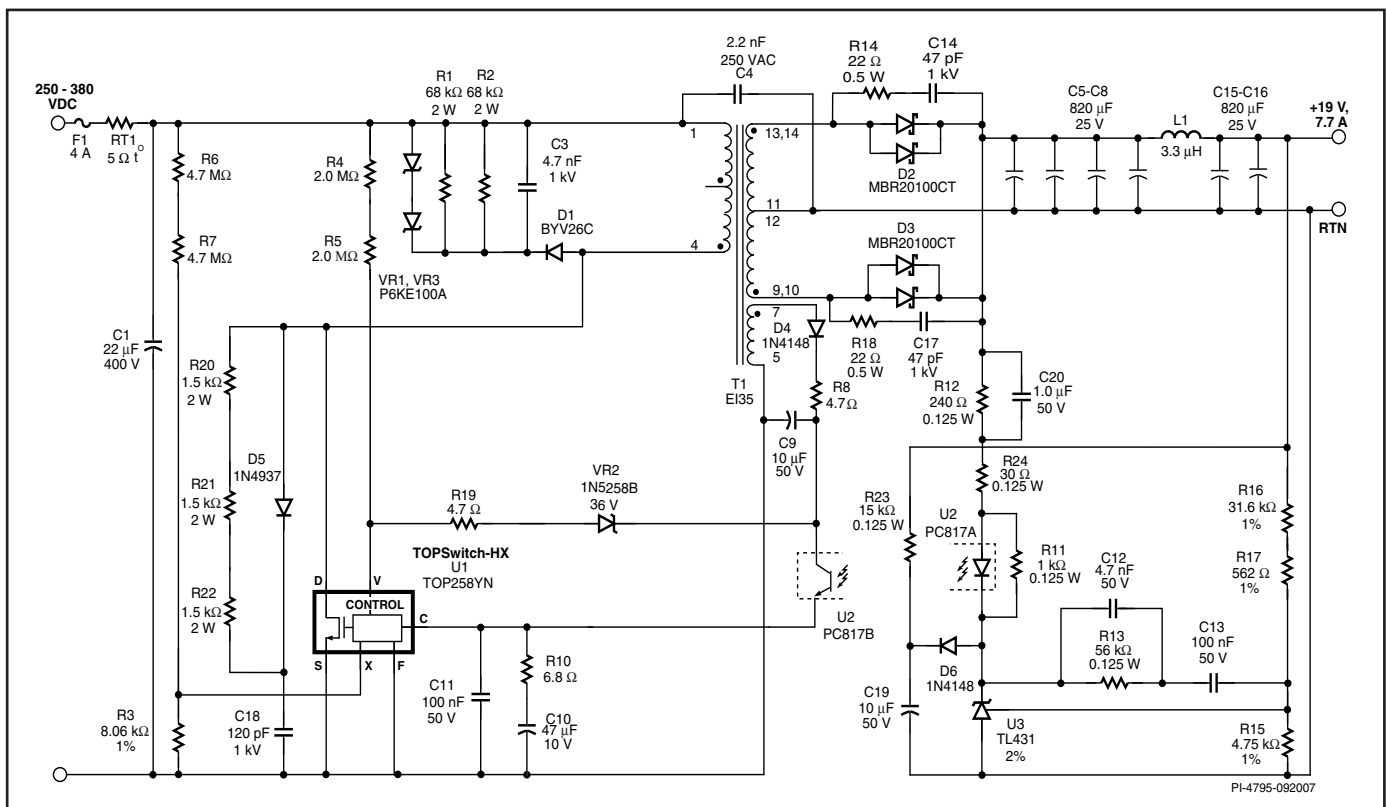 250 - 380
VDC
F1
4 A
RT1
5 Ω
t°
R6
4.7 MΩ
R7
4.7 MΩ
C1
22 µF
400 V
R3
8.06 kΩ
1%
R4
2.0 MΩ
R5
2.0 MΩ
R1
68 kΩ
2 W
R2
68 kΩ
2 W
C3
4.7 nF
1 kV
D1
BYV26C
VR1, VR3
P6KE100A
2.2 nF
250 VAC
C4
1
4
13,14
11
12
9,10
7
5
T1
EI35
R14
22 Ω
0.5 W
C14
47 pF
1 kV
D2
MBR20100CT
D3
MBR20100CT
C5-C8
820 µF
25 V
L1
3.3 µH
C15-C16
820 µF
25 V
+19 V,
7.7 A
RTN
D4
1N4148
R8
4.7Ω
C9
10 µF
50 V
R18
22 Ω
0.5 W
C17
47 pF
1 kV
R12
240 Ω
0.125 W
C20
1.0 µF
50 V
R20
1.5 kΩ
2 W
R21
1.5 kΩ
2 W
R22
1.5 kΩ
2 W
D5
1N4937
C18
120 pF
1 kV
R19
4.7 Ω
VR2
1N5258B
36 V
TOPSwitch-HX
U1
TOP258YN
D
V
CONTROL
C
S
X
F
C11
100 nF
50 V
R10
6.8 Ω
C10
47 µF
10 V
U2
PC817B
R23
15 kΩ
0.125 W
R24
30 Ω
0.125 W
U2
PC817A
R11
1 kΩ
0.125 W
C12
4.7 nF
50 V
R13
56 kΩ
0.125 W
C13
100 nF
50 V
R16
31.6 kΩ
1%
R17
562 Ω
1%
D6
1N4148
C19
10 µF
50 V
U3
TL431
2%
R15
4.75 kΩ
1%
PI-4795-092007